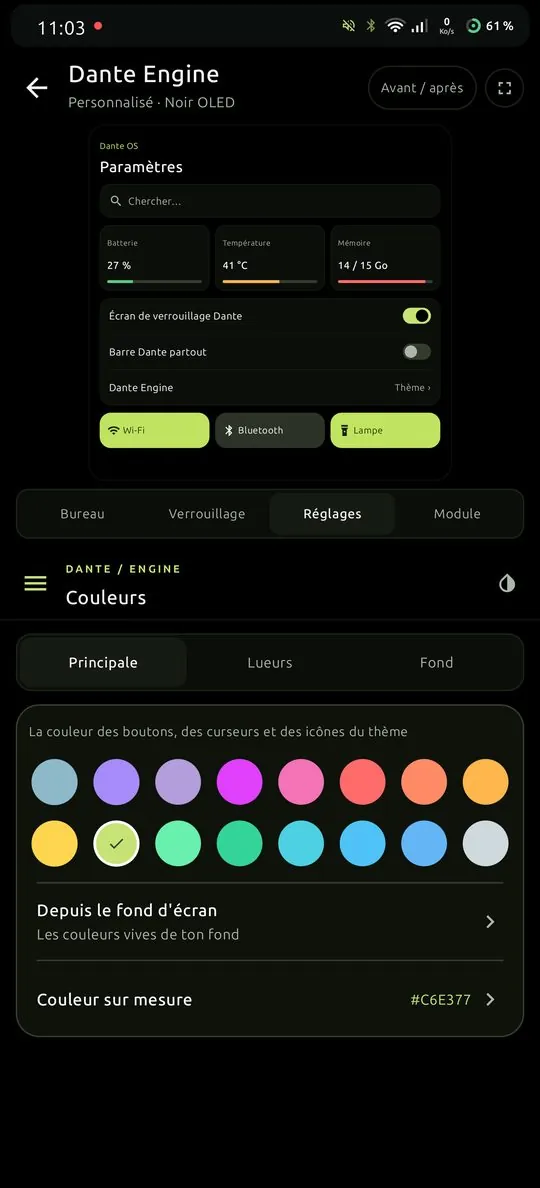 11:03
0
Ko/s
61 %
Dante Engine
Personnalisé · Noir OLED
Avant / après
Dante OS
Paramètres
Chercher...
Batterie
27 %
Température
41 °C
Mémoire
14 / 15 Go
Écran de verrouillage Dante
Barre Dante partout
Dante Engine
Thème ›
Wi-Fi
Bluetooth
Lampe
Bureau
Verrouillage
Réglages
Module
DANTE / ENGINE
Couleurs
Principale
Lueurs
Fond
La couleur des boutons, des curseurs et des icônes du thème
Depuis le fond d'écran
Les couleurs vives de ton fond
Couleur sur mesure
#C6E377